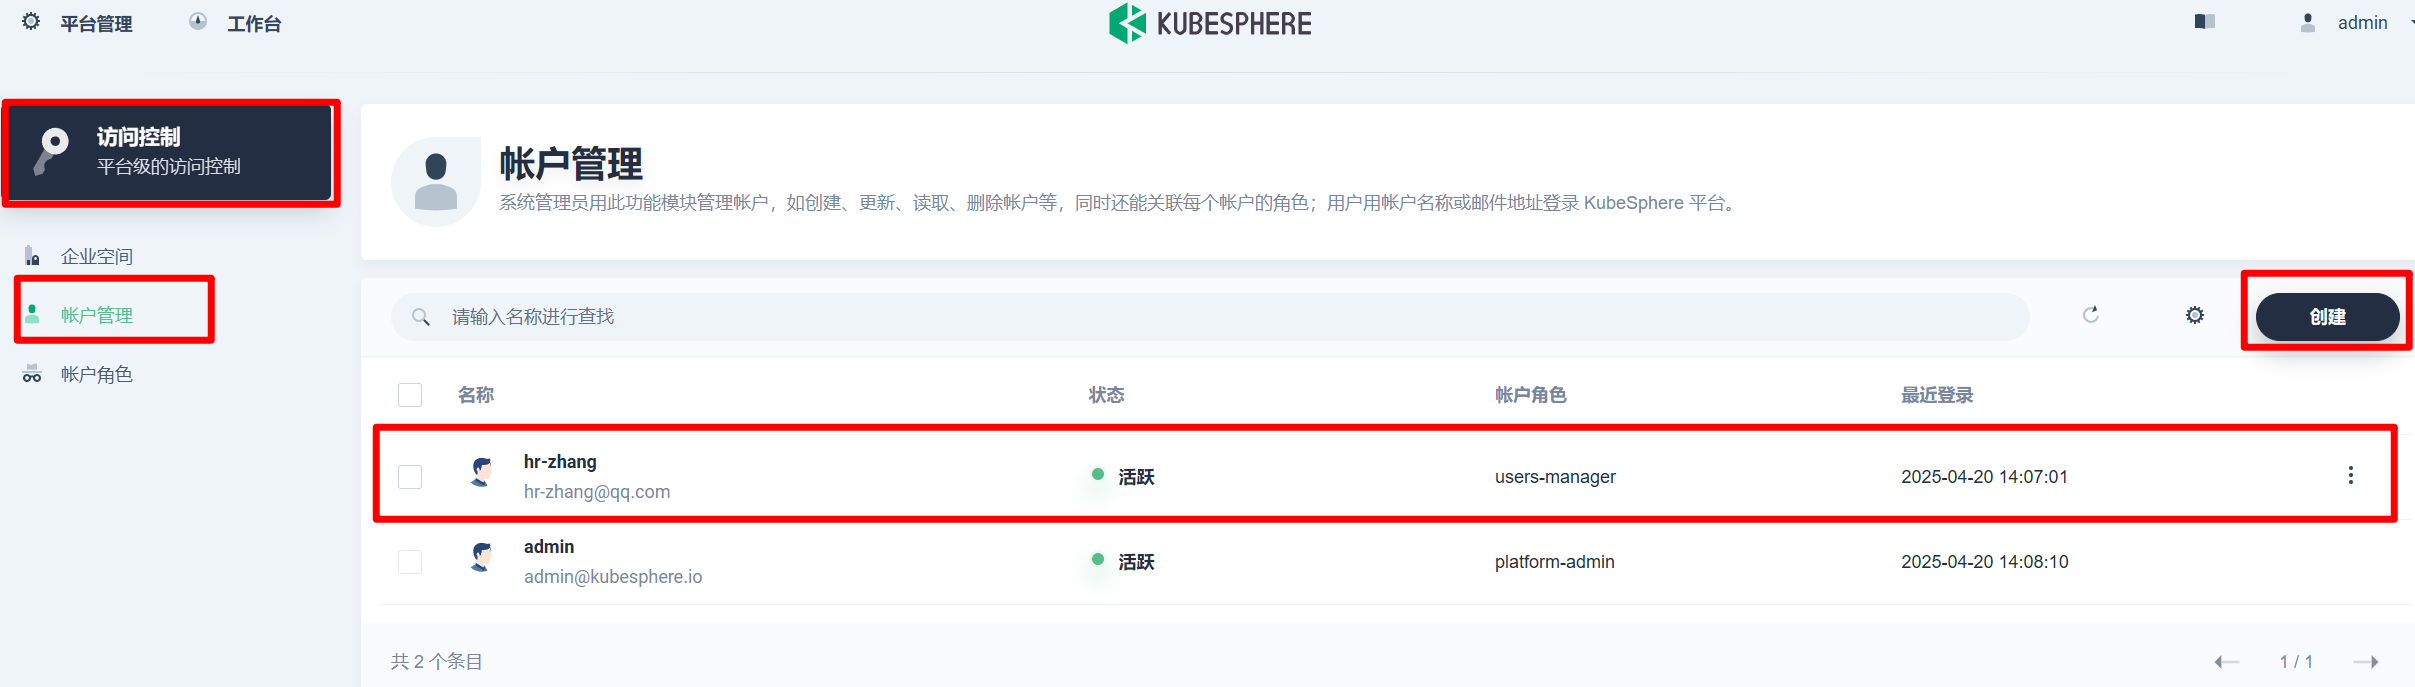 平台管理
工作台
KUBESPHERE
admin
访问控制
平台级的访问控制
企业空间
帐户管理
帐户角色
帐户管理
系统管理员用此功能模块管理帐户，如创建、更新、读取、删除帐户等，同时还能关联每个帐户的角色；用户用帐户名称或邮件地址登录 KubeSphere 平台。
请输入名称进行查找
创建
名称 状态 帐户角色 最近登录
hr-zhang
hr-zhang@qq.com
活跃 users-manager 2025-04-20 14:07:01
admin
admin@kubesphere.io
活跃 platform-admin 2025-04-20 14:08:10
共 2 个条目
1 / 1